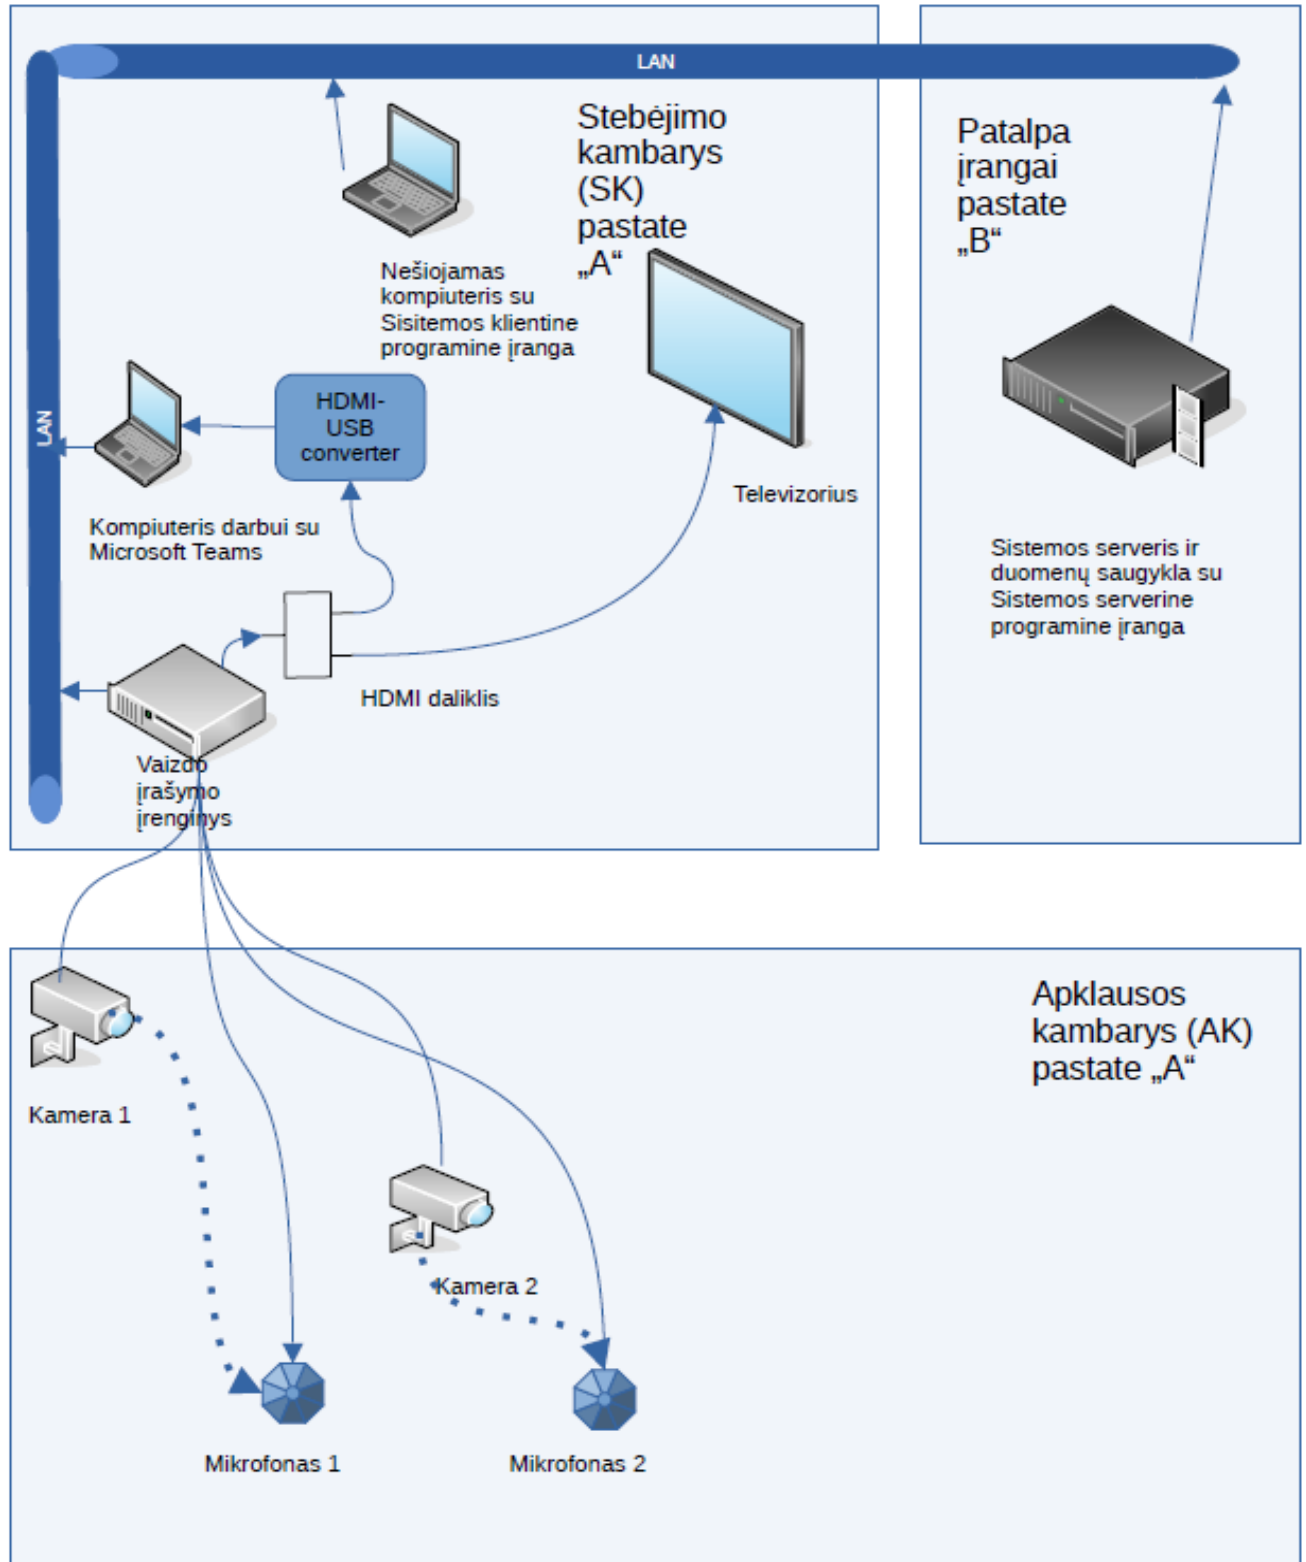 LAN
Stebėjimo
kambarys
(SK)
pastate
„A“
Patalpa
įrangai
pastate
„B“
Nešiojamas
kompiuteris su
Sisitemos klientine
programine įranga
LAN
HDMI-
USB
converter
Televizorius
Kompiuteris darbui su
Microsoft Teams
Sistemos serveris ir
duomenų saugykla su
Sistemos serverine
programine įranga
HDMI daliklis
Vaizdo
įrašymo
įrenginys
Apklausos
kambarys (AK)
pastate „A“
Kamera 1
Kamera 2
Mikrofonas 1
Mikrofonas 2